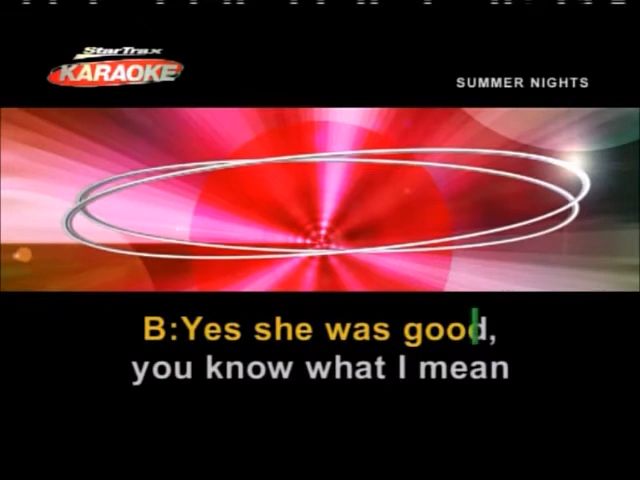 StarTrax
KARAOKE
SUMMER NIGHTS
B:Yes she was good,
you know what I mean